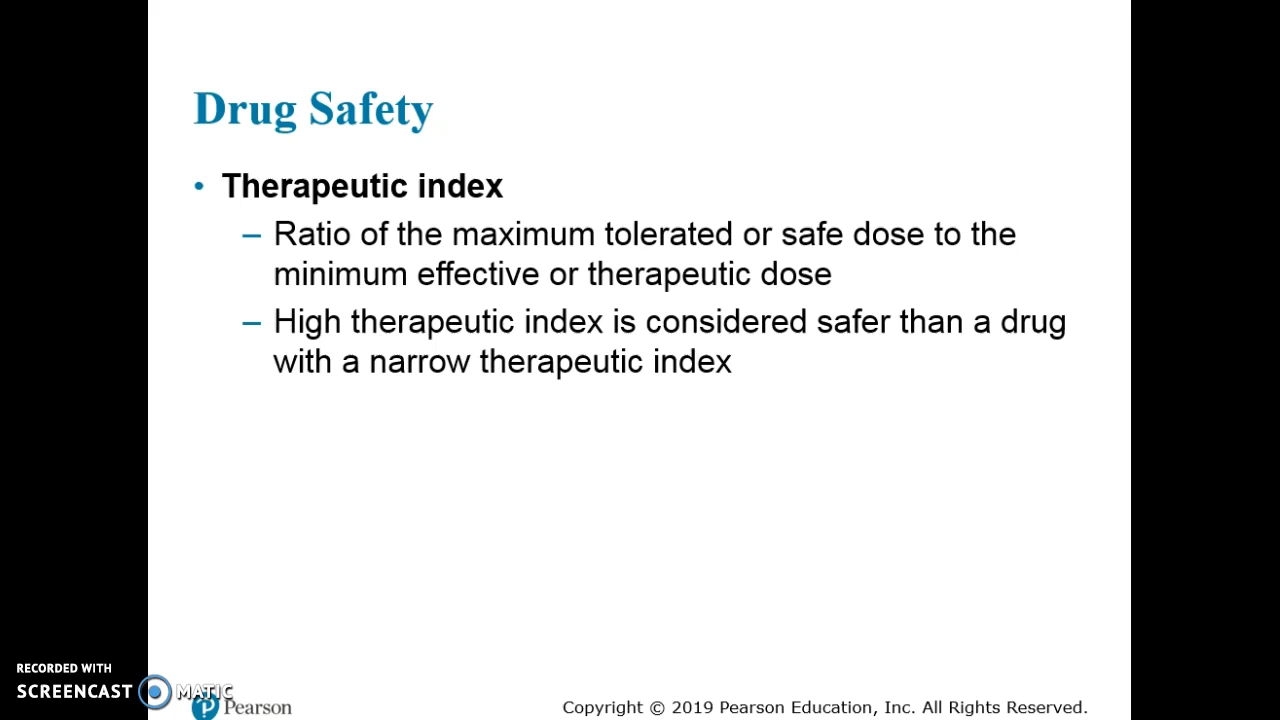 Drug Safety
• Therapeutic index
– Ratio of the maximum tolerated or safe dose to the
minimum effective or therapeutic dose
– High therapeutic index is considered safer than a drug
with a narrow therapeutic index
RECORDED WITH
SCREENCAST MATIC
Pearson
Copyright © 2019 Pearson Education, Inc. All Rights Reserved.